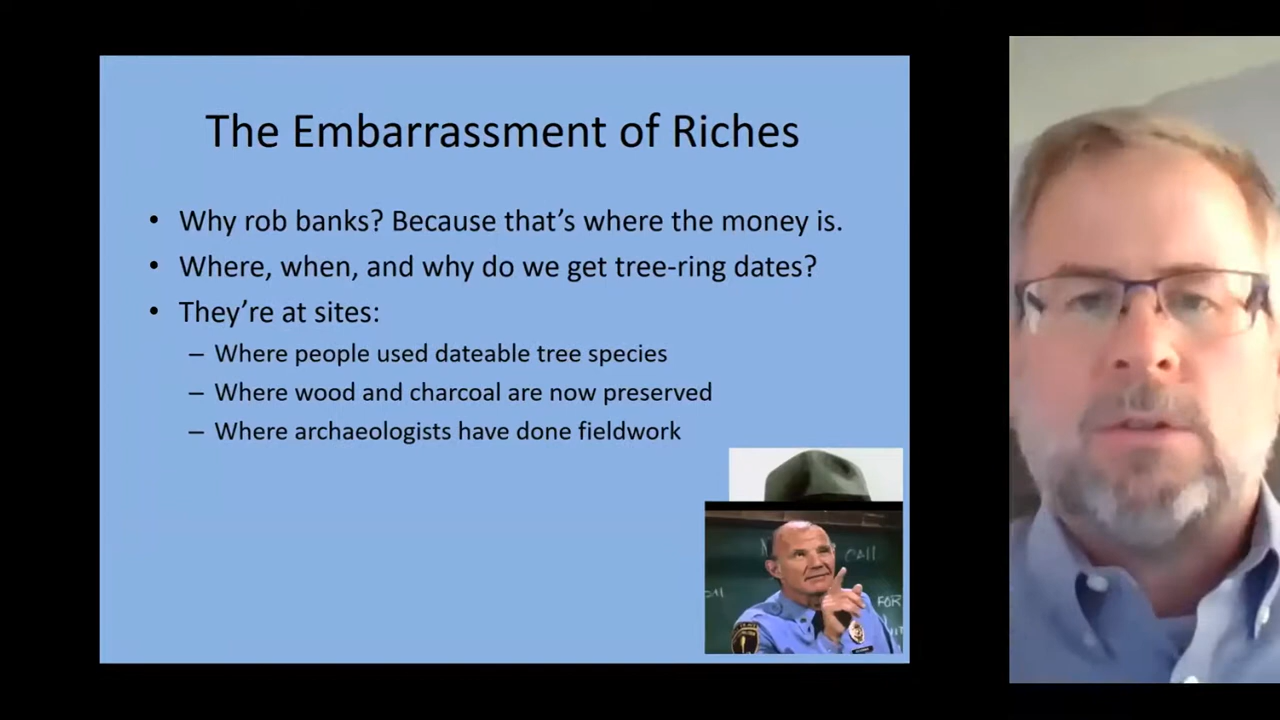 The Embarrassment of Riches
• Why rob banks? Because that’s where the money is.
• Where, when, and why do we get tree-ring dates?
• They’re at sites:
– Where people used dateable tree species
– Where wood and charcoal are now preserved
– Where archaeologists have done fieldwork
CALL
FOR